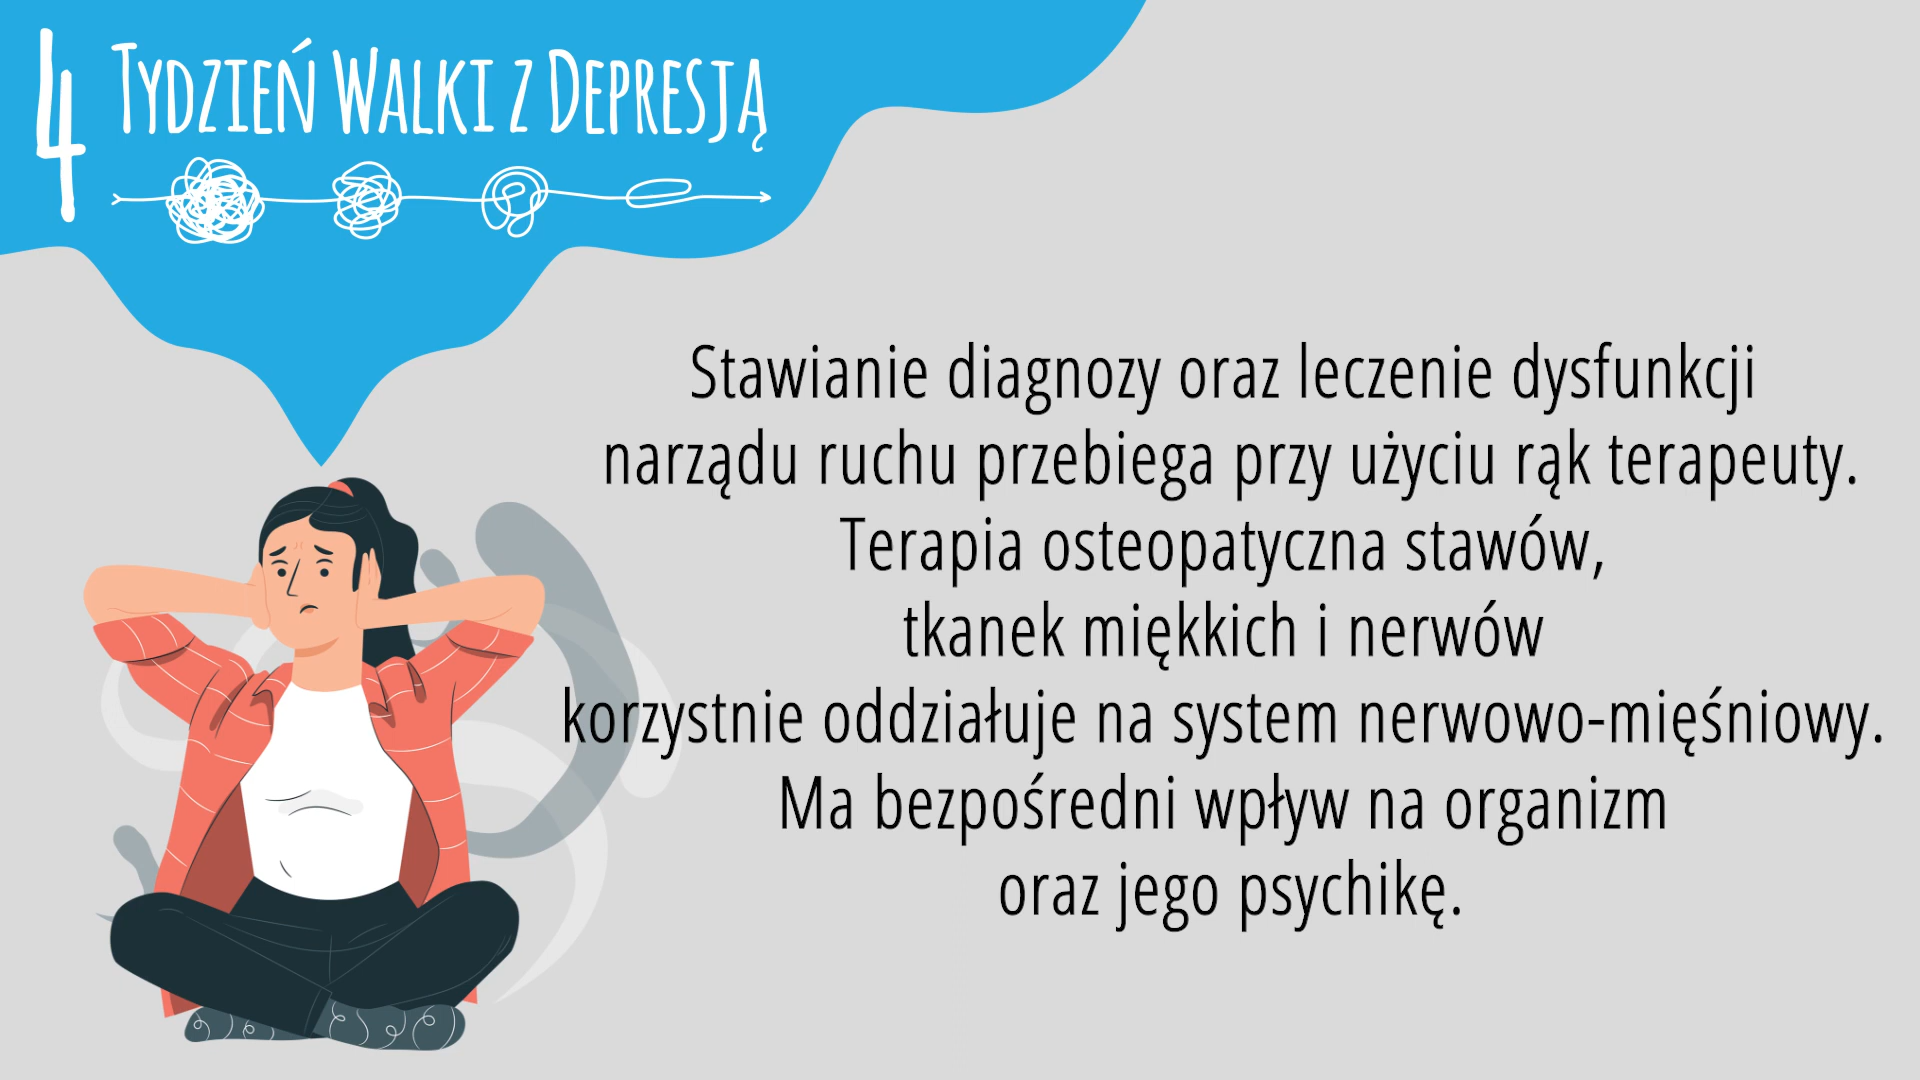 4 Tydzień Walki z Depresją
Stawianie diagnozy oraz leczenie dysfunkcji
narządu ruchu przebiega przy użyciu rąk terapeuty.
Terapia osteopatyczna stawów,
tkanek miękkich i nerwów
korzystnie oddziałuje na system nerwowo-mięśniowy.
Ma bezpośredni wpływ na organizm
oraz jego psychikę.